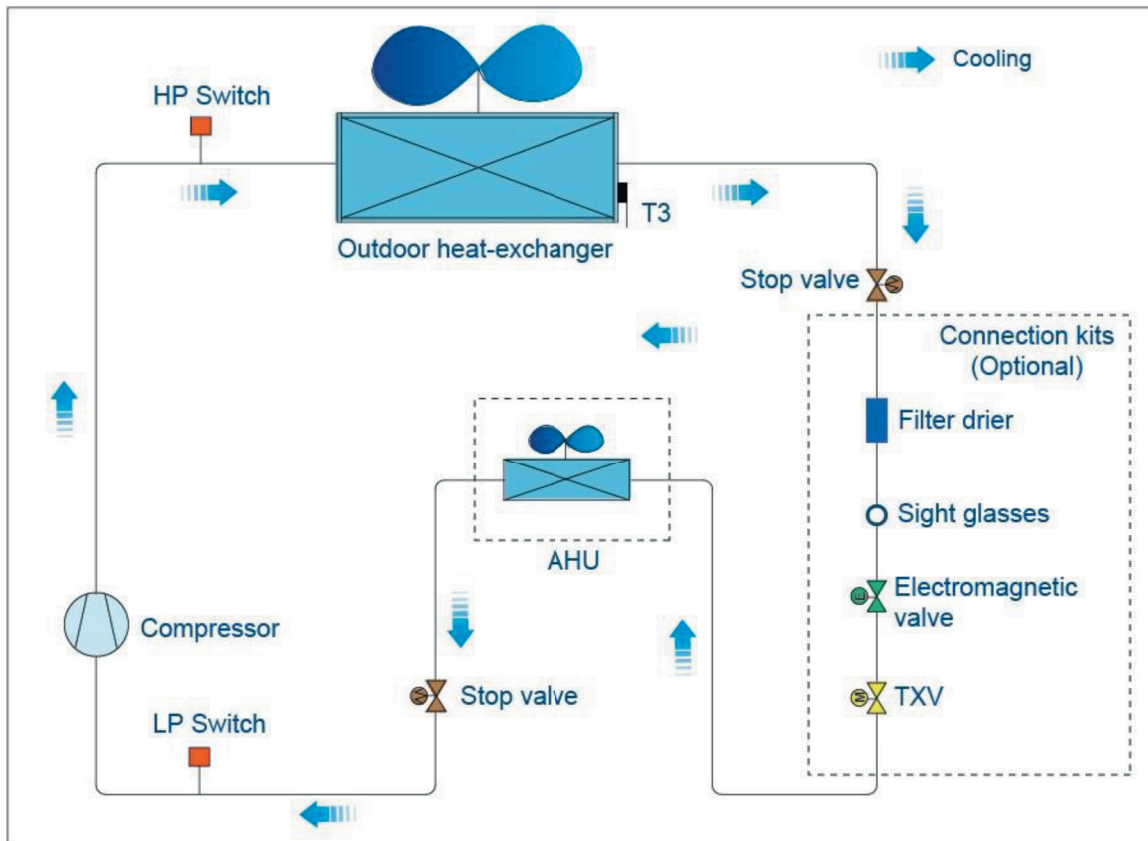 Cooling
HP Switch
T3
Outdoor heat-exchanger
Stop valve
Connection kits
(Optional)
Filter drier
Sight glasses
AHU
Electromagnetic
valve
E
Compressor
Stop valve
M
TXV
LP Switch